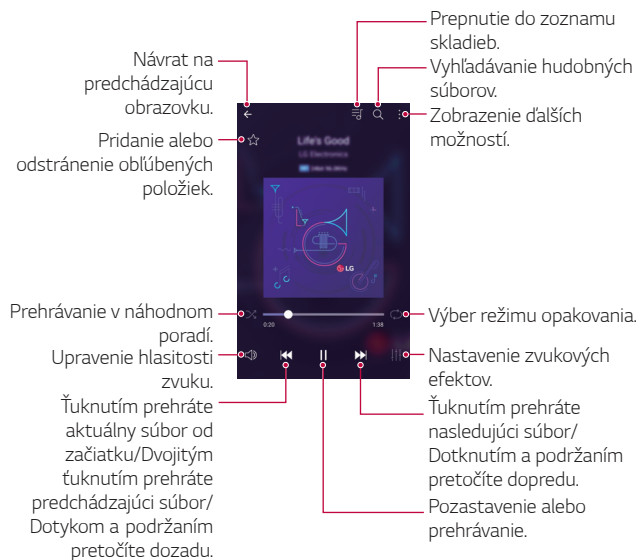 Prepnutie do zoznamu
skladieb.
Návrat na
predchádzajúcu
obrazovku.
Vyhľadávanie hudobných
súborov.
Zobrazenie ďalších
možností.
Pridanie alebo
odstránenie obľúbených
položiek.
Life's Good
LG Electronics
LG
Prehrávanie v náhodnom
poradí.
0:20
1:38
Výber režimu opakovania.
Upravenie hlasitosti
zvuku.
Nastavenie zvukových
efektov.
Ťuknutím prehráte
aktuálny súbor od
začiatku/Dvojitým
ťuknutím prehráte
predchádzajúci súbor/
Dotykom a podržaním
pretočíte dozadu.
Ťuknutím prehráte
nasledujúci súbor/
Dotknutím a podržaním
pretočíte dopredu.
Pozastavenie alebo
prehrávanie.